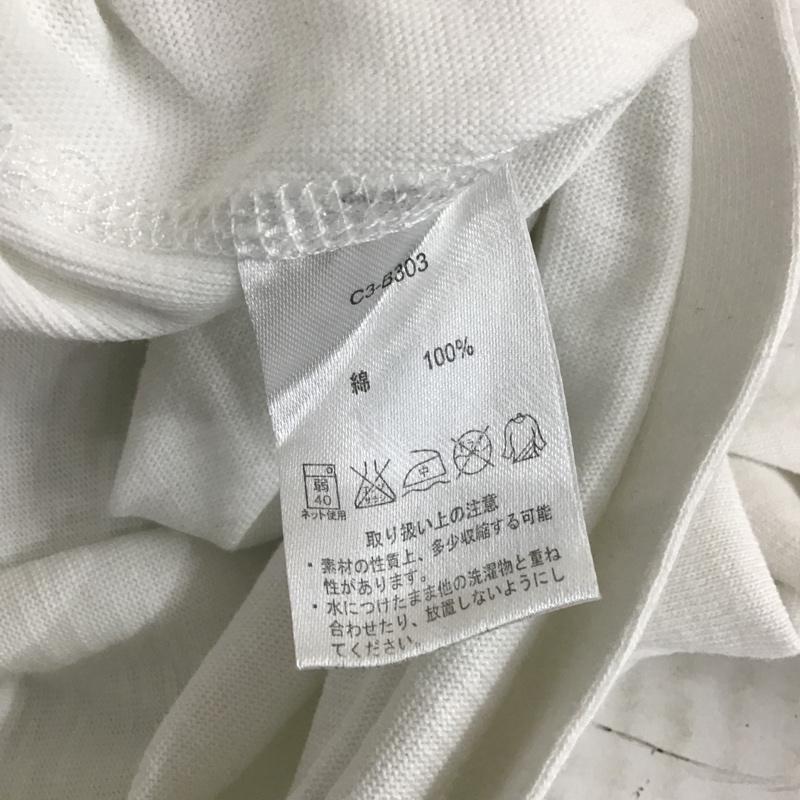 C3-B303
綿 100%
弱
40
中
ネット使用
取り扱い上の注意
・素材の性質上、多少収縮する可能
性があります。
・水につけたまま他の洗濯物と重ね
合わせたり、放置しないようにし
てください。